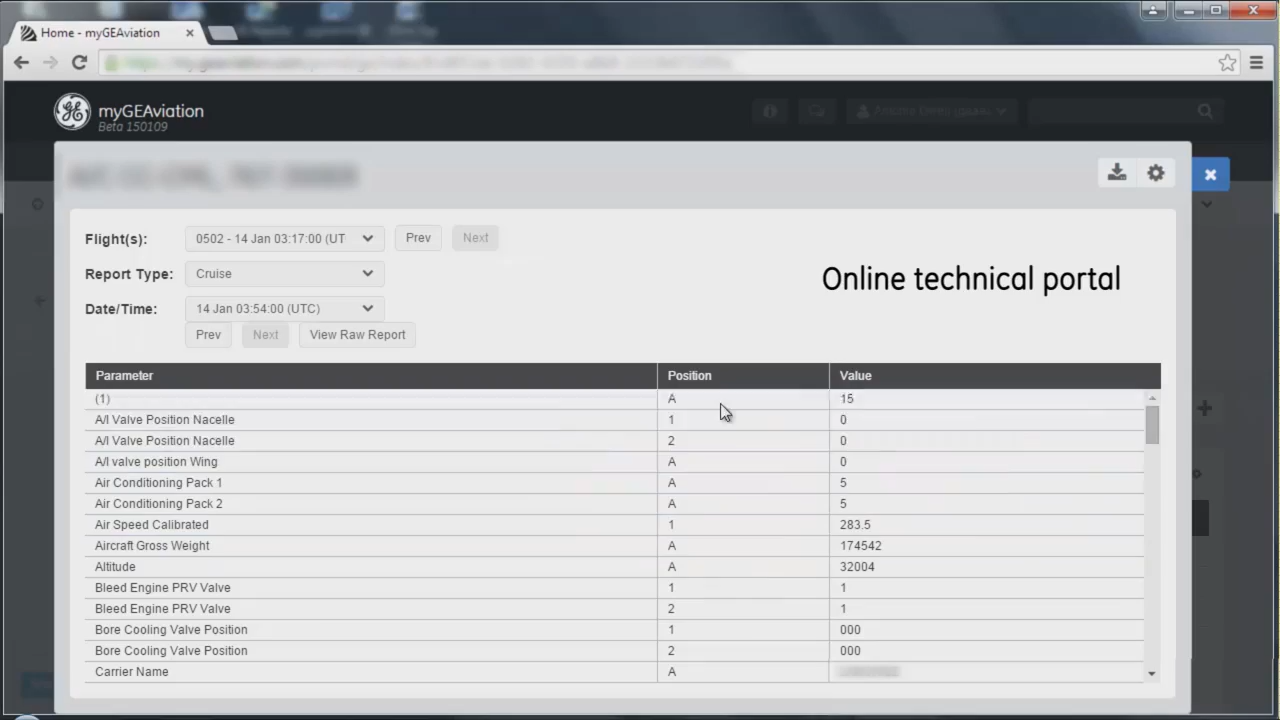 Home - myGEAviation
myGEAviation
Beta 150109
Flight(s): 0502 - 14 Jan 03:17:00 (UT Prev Next
Report Type: Cruise
Online technical portal
Date/Time: 14 Jan 03:54:00 (UTC)
Prev Next View Raw Report
Parameter Position Value
(1) A 15
A/I Valve Position Nacelle 1 0
A/I Valve Position Nacelle 2 0
A/I valve position Wing A 0
Air Conditioning Pack 1 A 5
Air Conditioning Pack 2 A 5
Air Speed Calibrated 1 283.5
Aircraft Gross Weight A 174542
Altitude A 32004
Bleed Engine PRV Valve 1 1
Bleed Engine PRV Valve 2 1
Bore Cooling Valve Position 1 000
Bore Cooling Valve Position 2 000
Carrier Name A